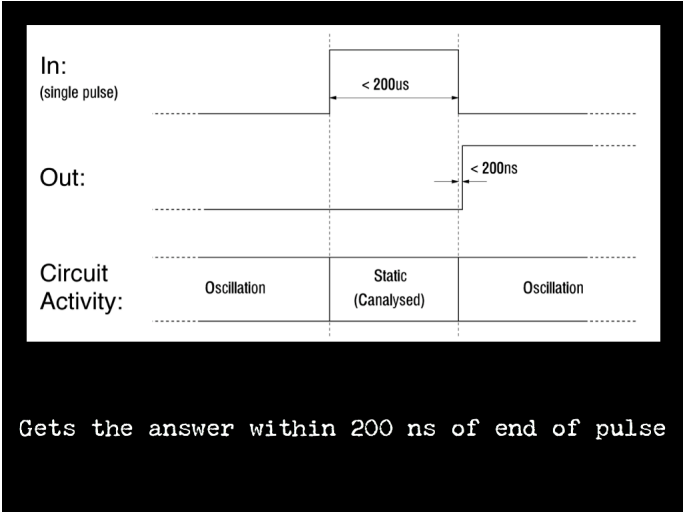 In:
(single pulse)
< 200us
Out:
< 200ns
Circuit
Activity:
Oscillation
Static
(Canalysed)
Oscillation
Gets the answer within 200 ns of end of pulse